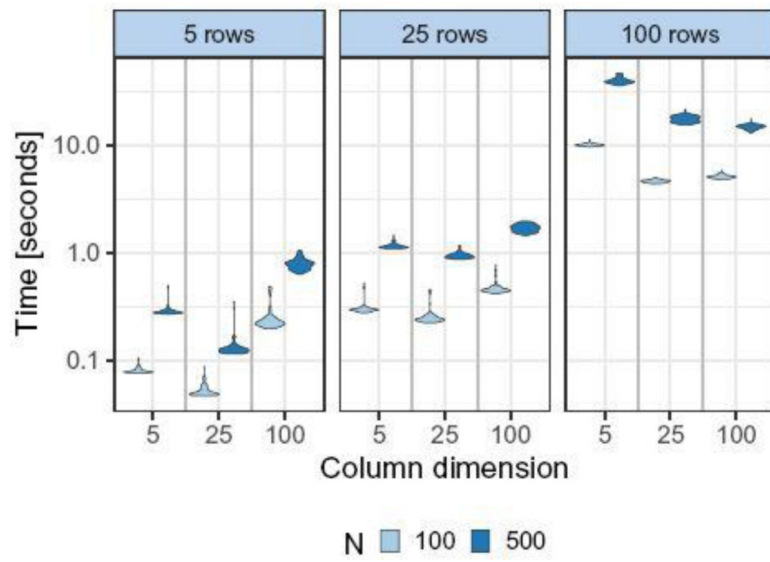 5 rows 25 rows 100 rows
Time [seconds]
10.0
1.0
0.1
5 25 100 5 25 100 5 25 100
Column dimension
N 100 500